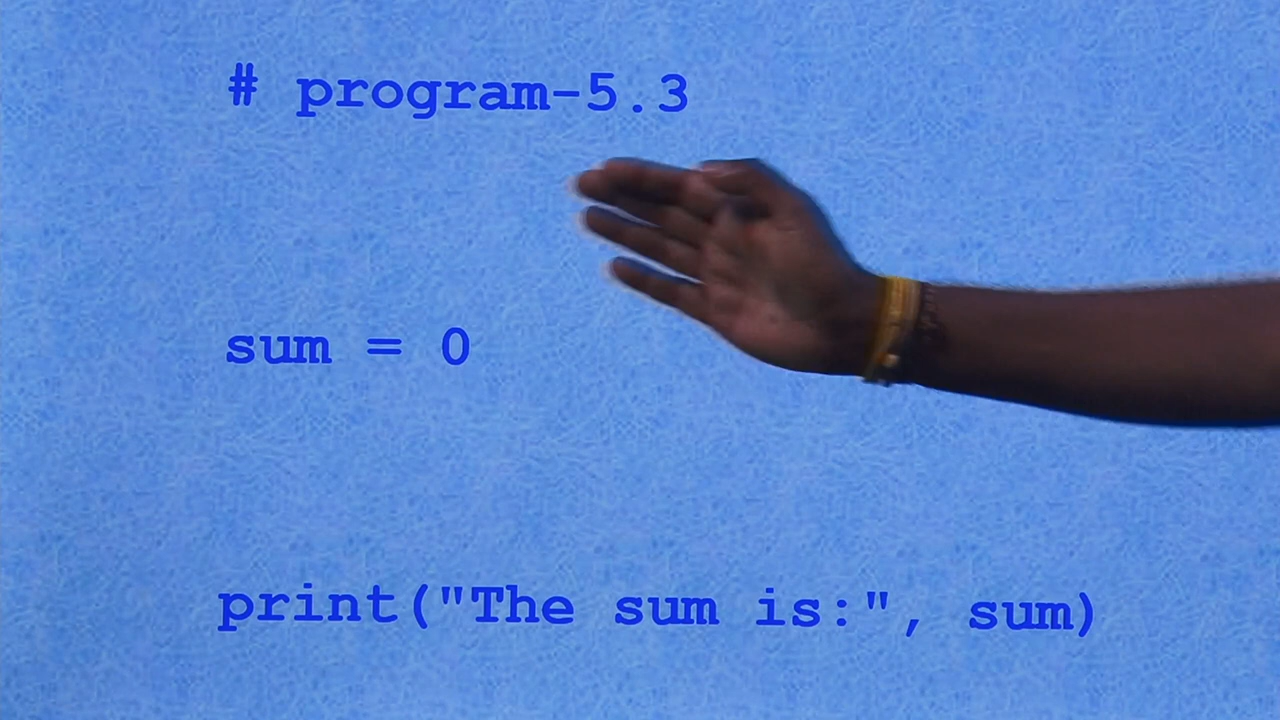 # program-5.3
sum = 0
print("The sum is:", sum)